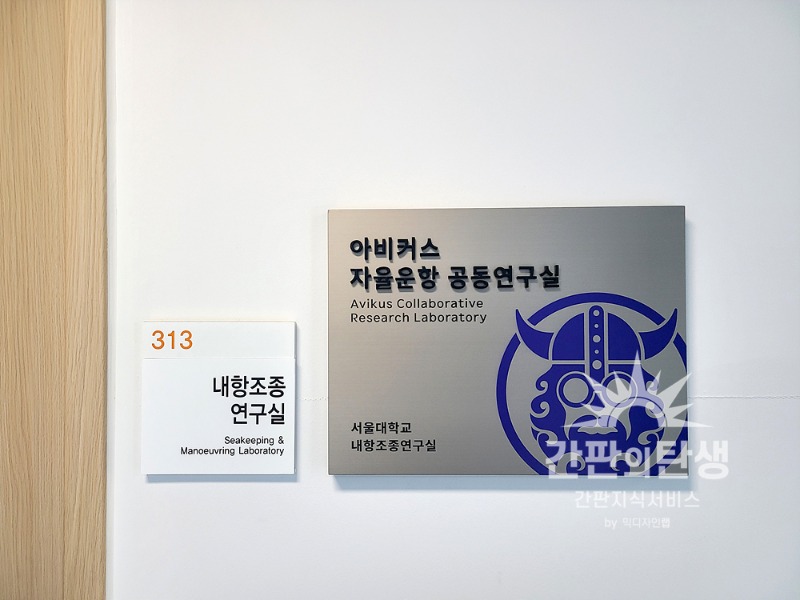 313
내항조종
연구실
Seakeeping &
Manoeuvring Laboratory
아비커스
자율운항 공동연구실
Avikus Collaborative
Research Laboratory
서울대학교
내항조종연구실
간판의탄생
간판지식서비스
by 믹디자인랩